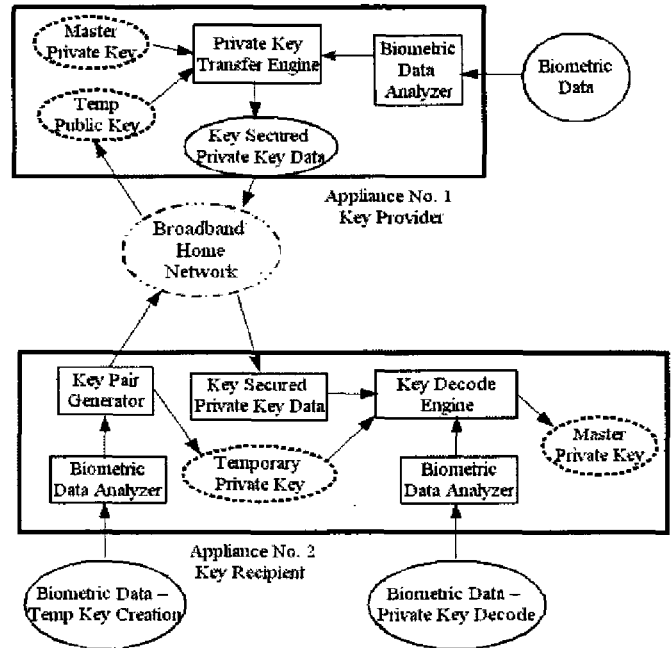 Master
Private Key
Private Key
Transfer Engine
Biometric
Data
Analyzer
Biometric
Data
Temp
Public Key
Key Secured
Private Key Data
Appliance No. 1
Key Provider
Broadband
Home
Network
Key Pair
Generator
Key Secured
Private Key Data
Key Decode
Engine
Master
Private Key
Biometric
Data Analyzer
Temporary
Private Key
Biometric
Data Analyzer
Appliance No. 2
Key Recipient
Biometric Data –
Temp Key Creation
Biometric Data –
Private Key Decode